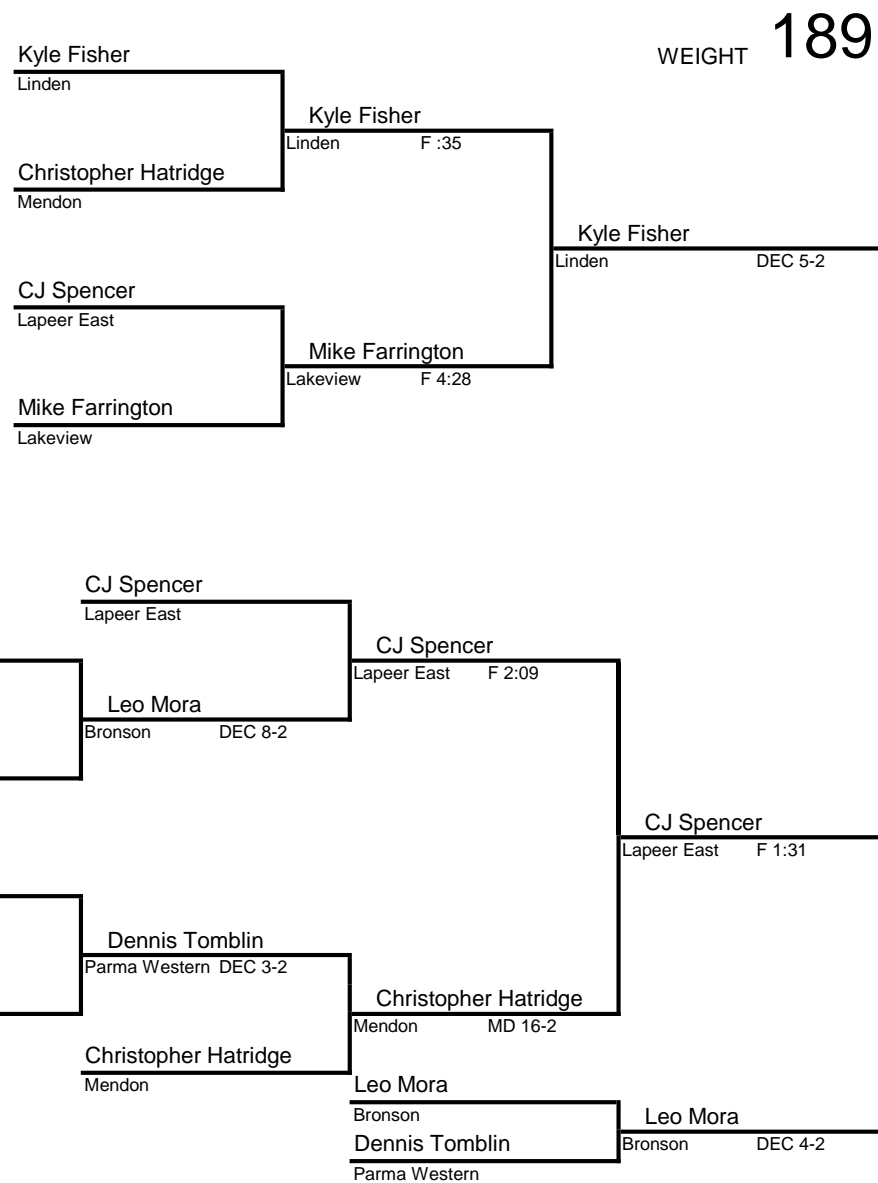 WEIGHT 189
Kyle Fisher
Linden
Kyle Fisher
Linden F :35
Christopher Hatridge
Mendon
Kyle Fisher
Linden DEC 5-2
CJ Spencer
Lapeer East
Mike Farrington
Lakeview F 4:28
Mike Farrington
Lakeview
CJ Spencer
Lapeer East
CJ Spencer
Lapeer East F 2:09
Leo Mora
Bronson DEC 8-2
CJ Spencer
Lapeer East F 1:31
Dennis Tomblin
Parma Western DEC 3-2
Christopher Hatridge
Mendon MD 16-2
Christopher Hatridge
Mendon
Leo Mora
Bronson
Leo Mora
Bronson DEC 4-2
Dennis Tomblin
Parma Western